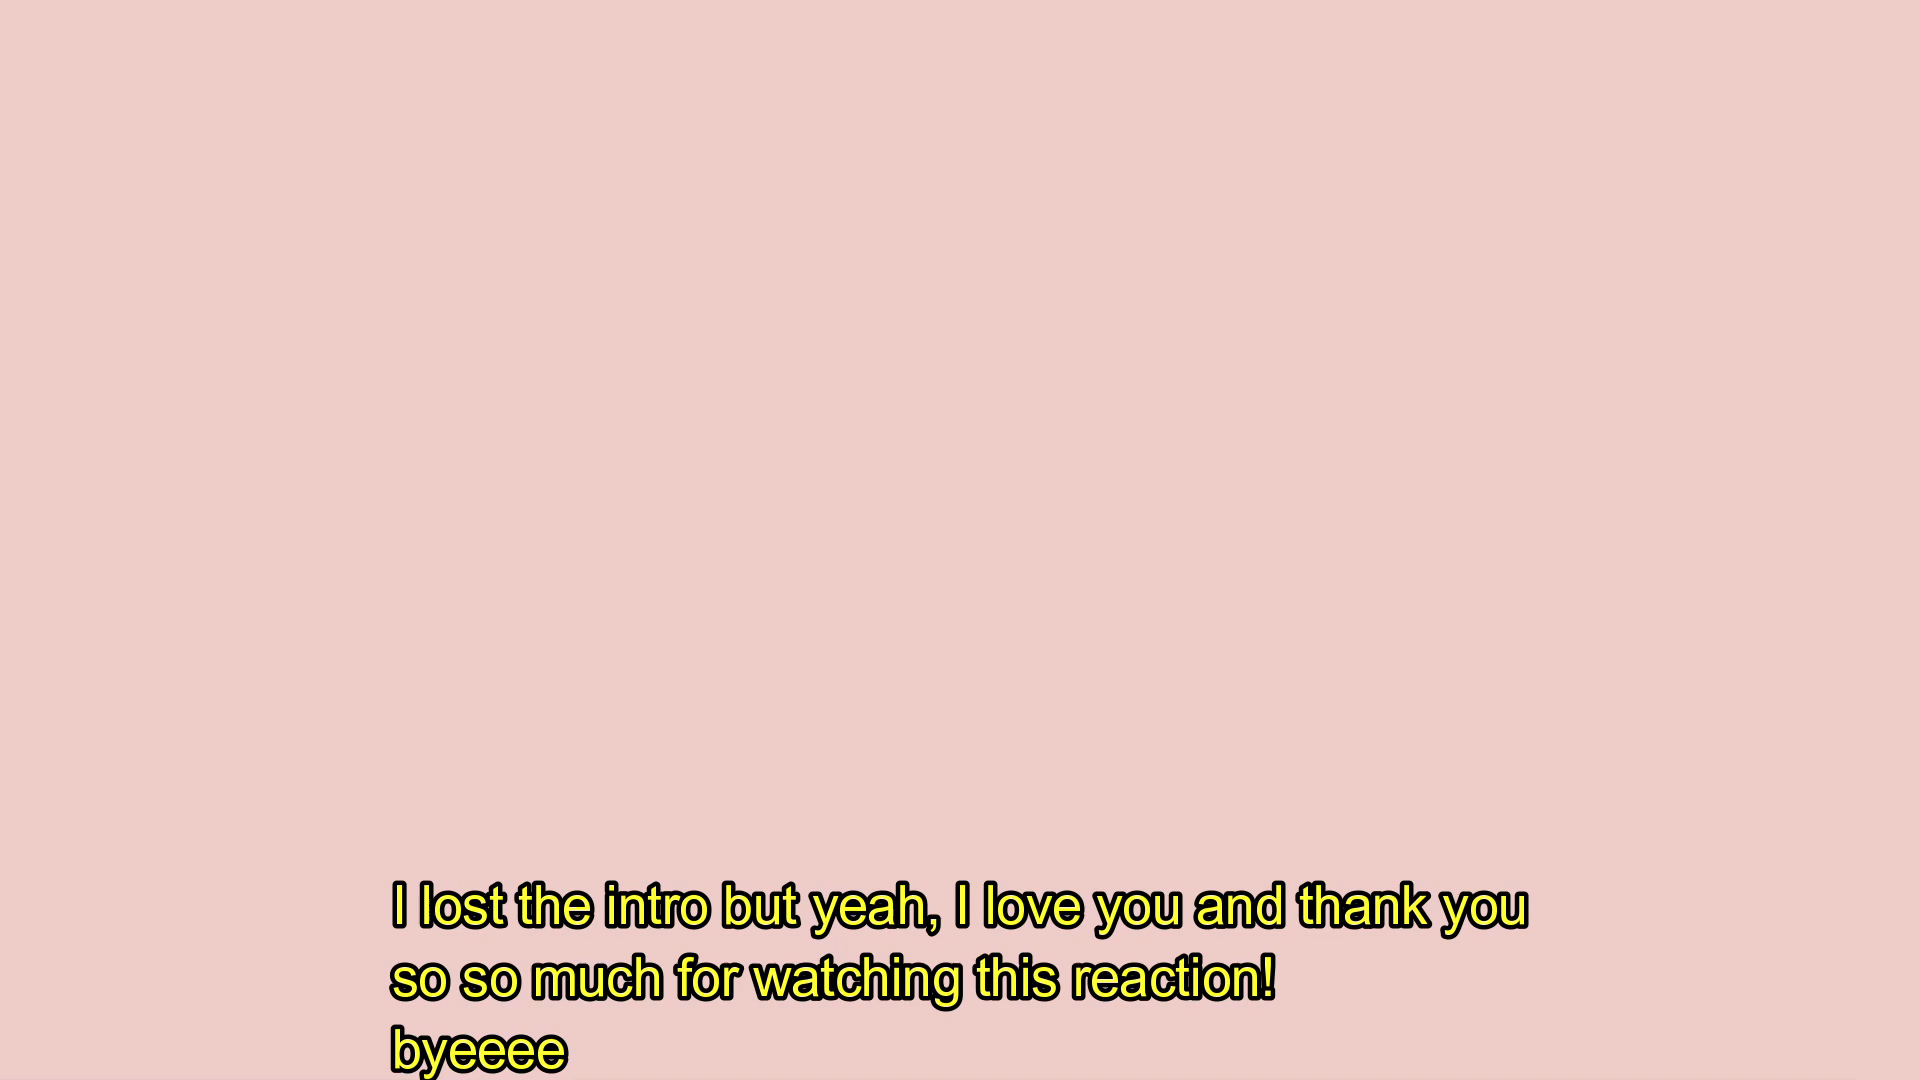 I lost the intro but yeah, I love you and thank you
so so much for watching this reaction!
byeeee